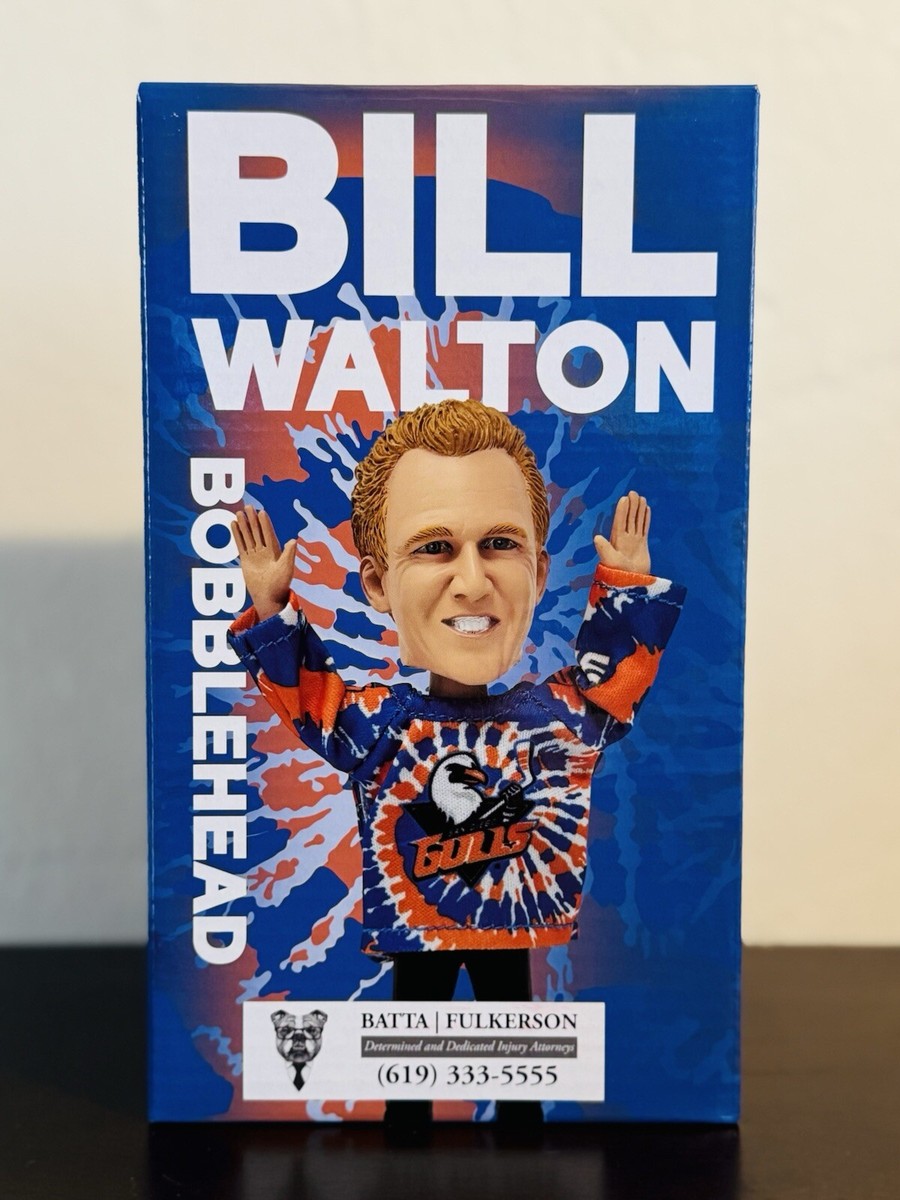 BILL
WALTON
BOBBLEHEAD
GULLS
BATTA | FULKERSON
Determined and Dedicated Injury Attorneys
(619) 333-5555